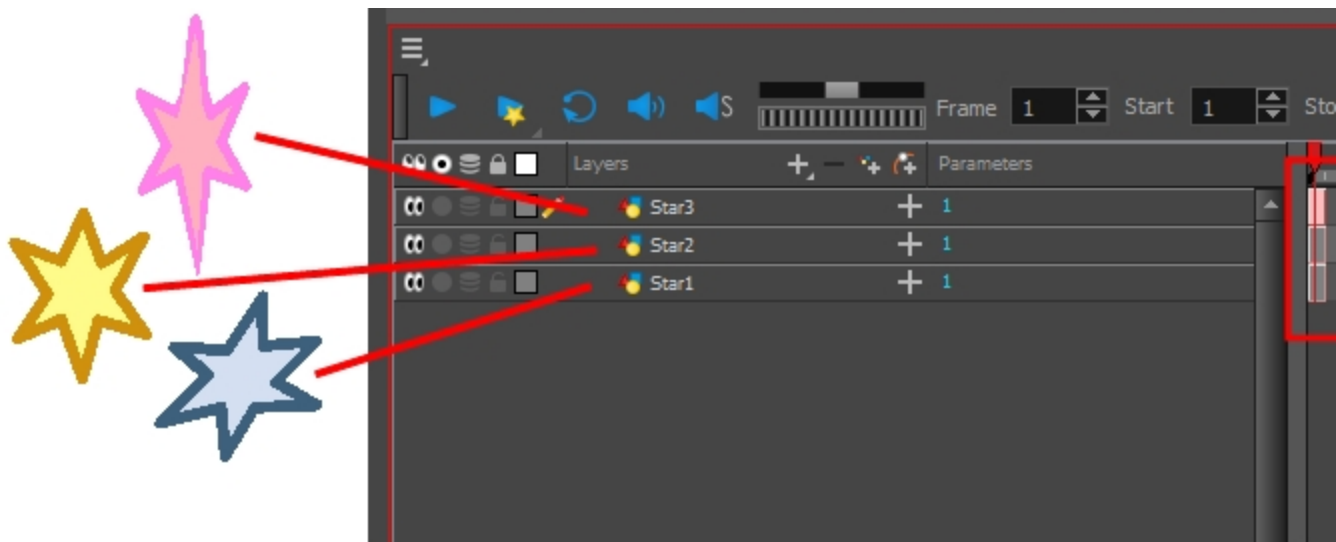 S Frame 1 Start 1 Sto
Layers Parameters
Star3 1
Star2 1
Star1 1